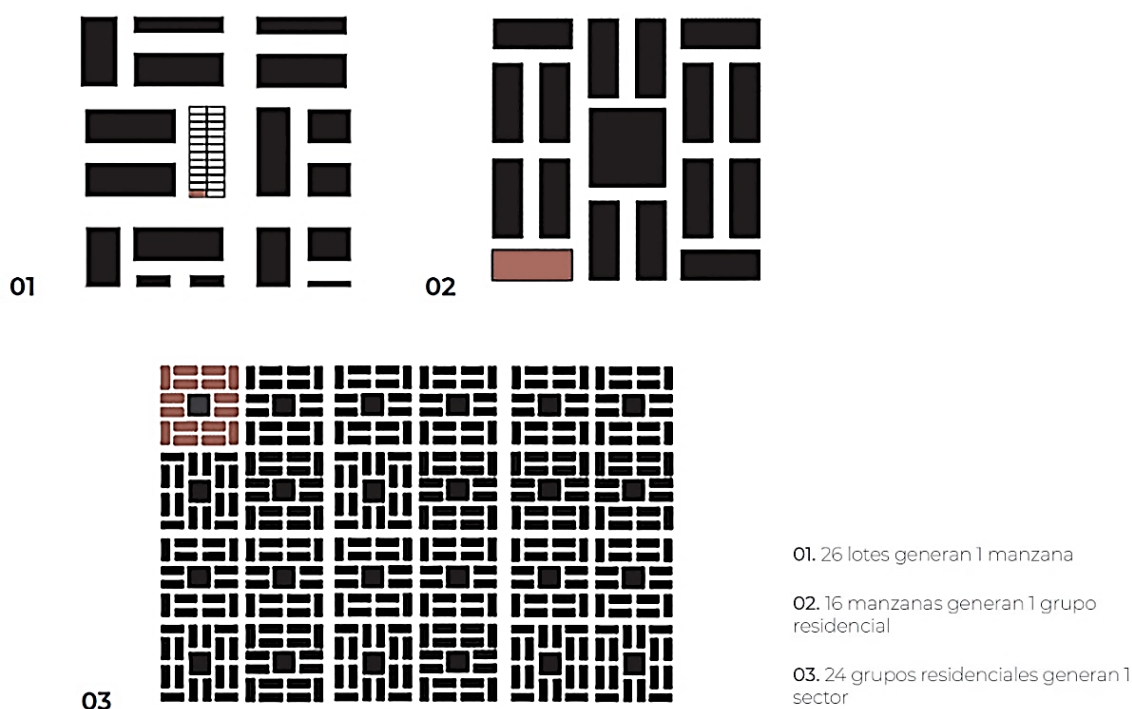 01
02
03
01. 26 lotes generan 1 manzana
02. 16 manzanas generan 1 grupo
residencial
03. 24 grupos residenciales generan 1
sector